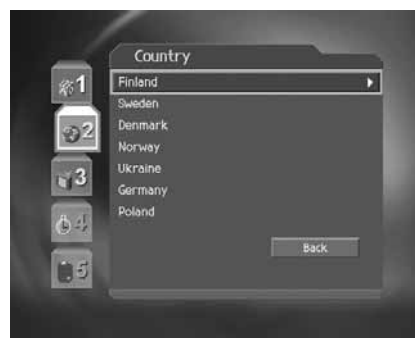 Country
1
Finland
Sweden
2
Denmark
Norway
3
Ukraine
Germany
4
Poland
Back
5